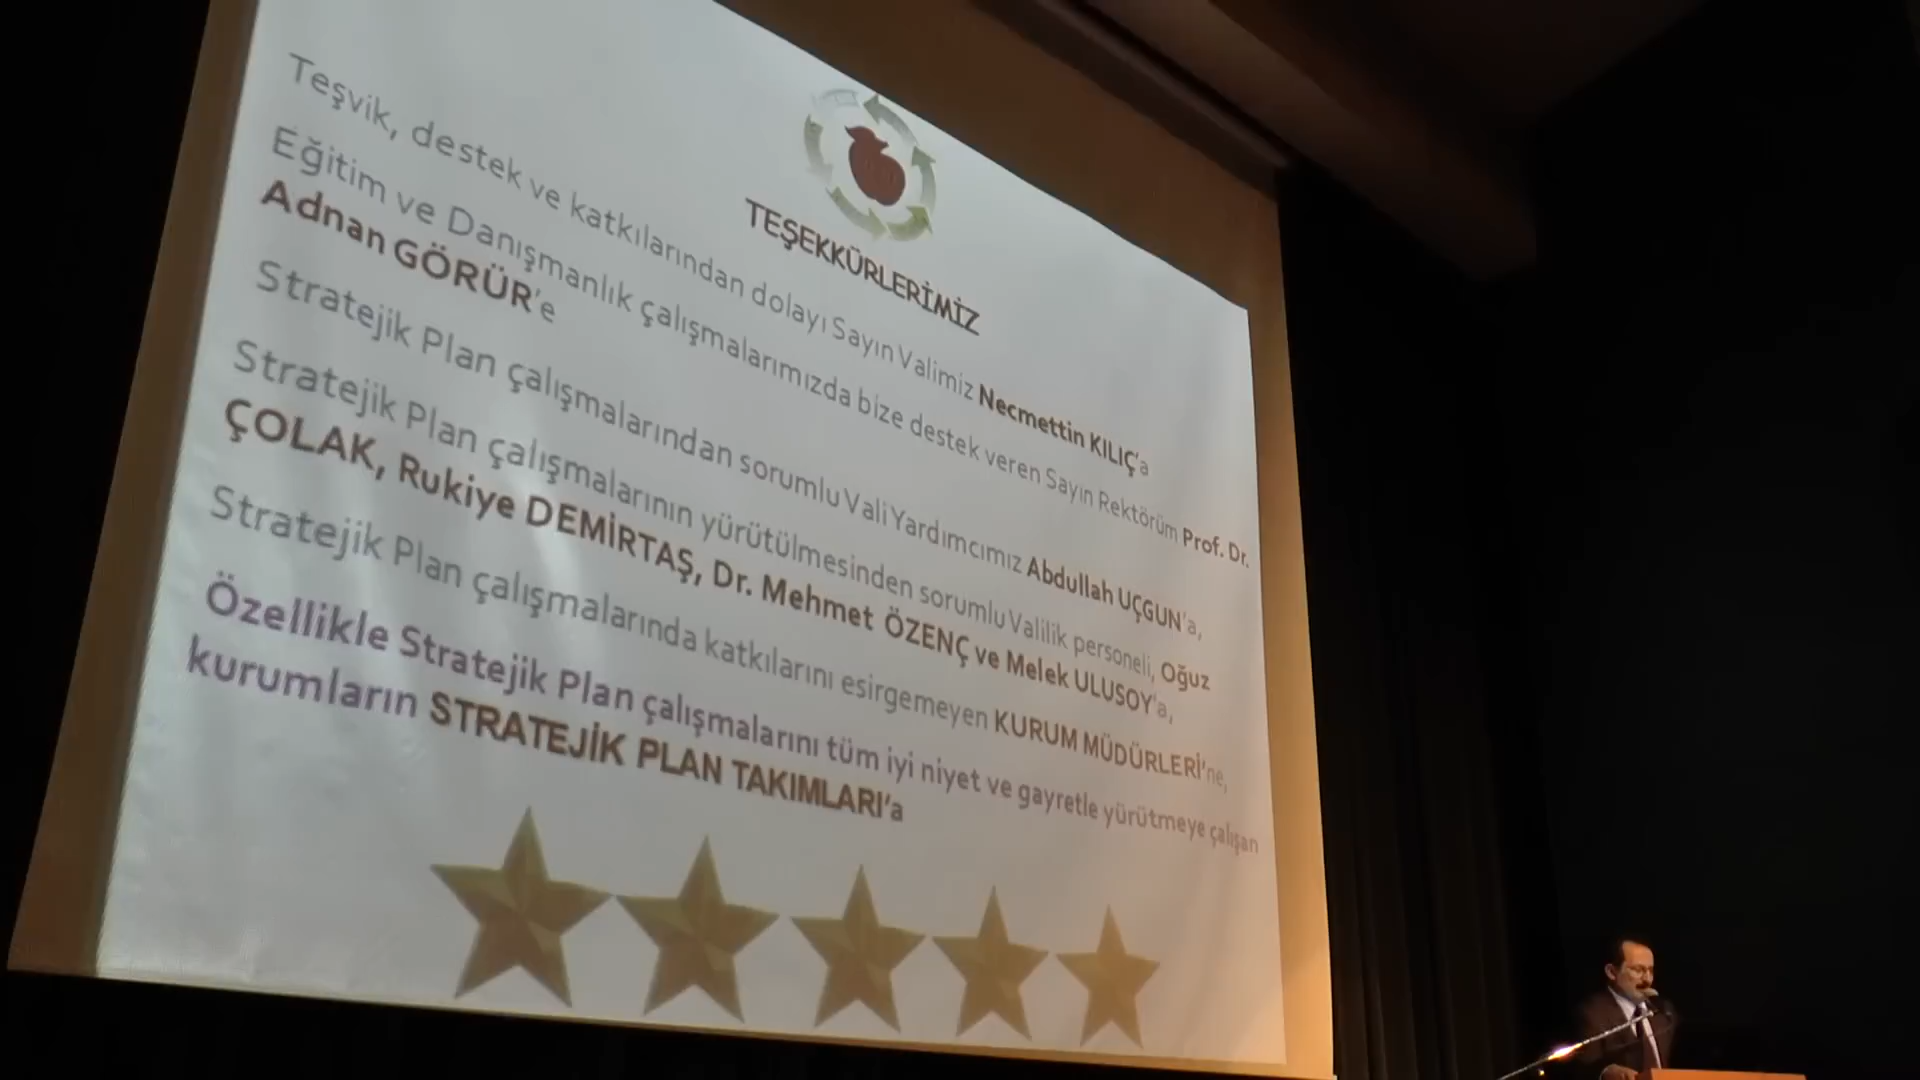 TEŞEKKÜRLERİMİZ
Teşvik, destek ve katkılarından dolayı Sayın Valimiz Necmettin KILIÇ'a
Eğitim ve Danışmanlık çalışmalarımızda bize destek veren Sayın Rektörüm Prof. Dr.
Adnan GÖRÜR'e
Stratejik Plan çalışmalarından sorumlu Vali Yardımcımız Abdullah UÇGUN'a,
Stratejik Plan çalışmalarının yürütülmesinden sorumlu Valilik personeli, Oğuz
ÇOLAK, Rukiye DEMİRTAŞ, Dr. Mehmet ÖZENÇ ve Melek ULUSOY'a,
Stratejik Plan çalışmalarında katkılarını esirgemeyen KURUM MÜDÜRLERİ'ne,
Özellikle Stratejik Plan çalışmalarını tüm iyi niyet ve gayretle yürütmeye çalışan
kurumların STRATEJİK PLAN TAKIMLARI'a